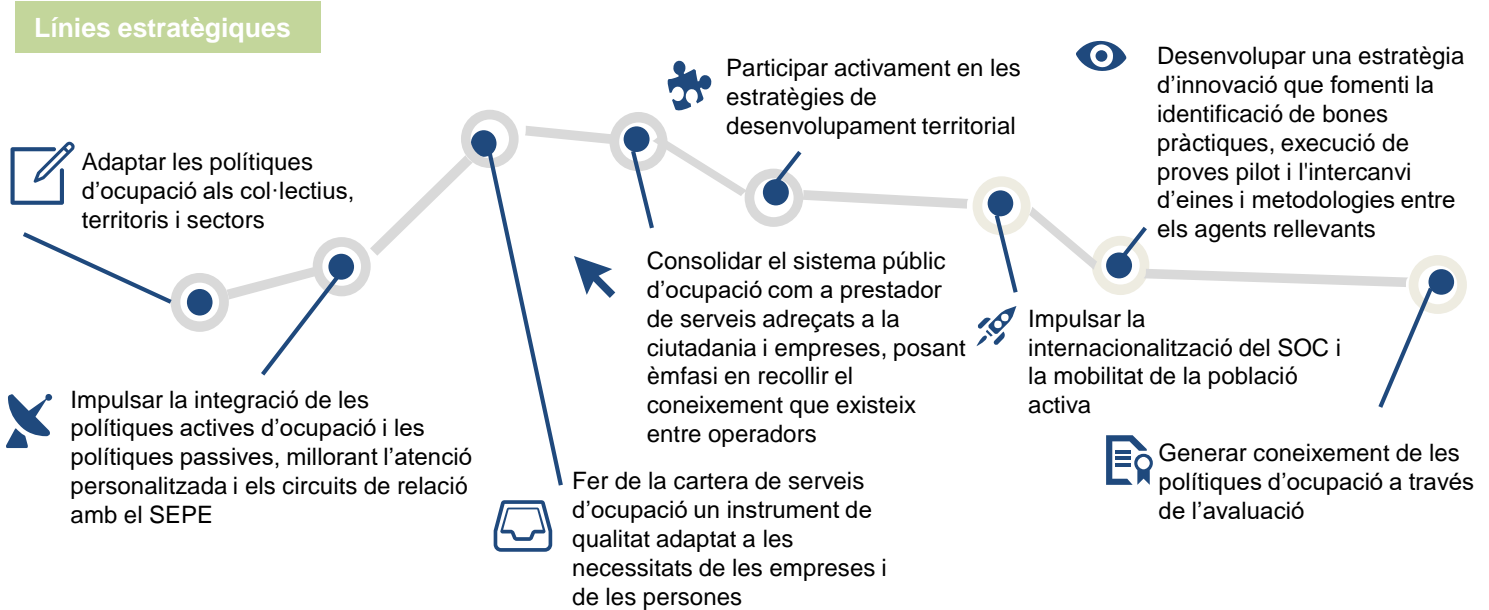 Línies estratègiques
Adaptar les polítiques
d’ocupació als col·lectius,
territoris i sectors
Impulsar la integració de les
polítiques actives d’ocupació i les
polítiques passives, millorant l’atenció
personalitzada i els circuits de relació
amb el SEPE
Fer de la cartera de serveis
d’ocupació un instrument de
qualitat adaptat a les
necessitats de les empreses i
de les persones
Consolidar el sistema públic
d’ocupació com a prestador
de serveis adreçats a la
ciutadania i empreses, posant
èmfasi en recollir el
coneixement que existeix
entre operadors
Participar activament en les
estratègies de
desenvolupament territorial
Impulsar la
internacionalització del SOC i
la mobilitat de la població
activa
Desenvolupar una estratègia
d’innovació que fomenti la
identificació de bones
pràctiques, execució de
proves pilot i l'intercanvi
d’eines i metodologies entre
els agents rellevants
Generar coneixement de les
polítiques d’ocupació a través
de l’avaluació